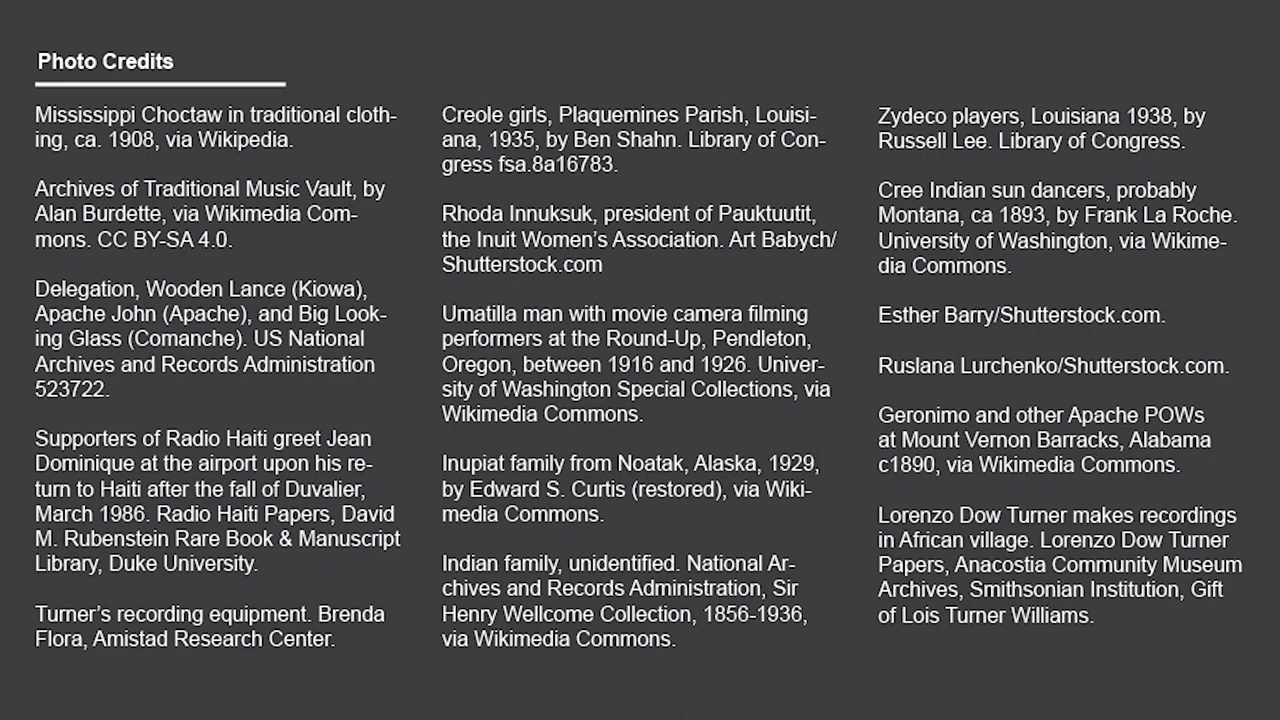 Photo Credits
Mississippi Choctaw in traditional cloth-
ing, ca. 1908, via Wikipedia.
Archives of Traditional Music Vault, by
Alan Burdette, via Wikimedia Com-
mons. CC BY-SA 4.0.
Delegation, Wooden Lance (Kiowa),
Apache John (Apache), and Big Look-
ing Glass (Comanche). US National
Archives and Records Administration
523722.
Supporters of Radio Haiti greet Jean
Dominique at the airport upon his re-
turn to Haiti after the fall of Duvalier,
March 1986. Radio Haiti Papers, David
M. Rubenstein Rare Book & Manuscript
Library, Duke University.
Turner’s recording equipment. Brenda
Flora, Amistad Research Center.
Creole girls, Plaquemines Parish, Louisi-
ana, 1935, by Ben Shahn. Library of Con-
gress fsa.8a16783.
Rhoda Innuksuk, president of Pauktuutit,
the Inuit Women’s Association. Art Babych/
Shutterstock.com
Umatilla man with movie camera filming
performers at the Round-Up, Pendleton,
Oregon, between 1916 and 1926. Univer-
sity of Washington Special Collections, via
Wikimedia Commons.
Inupiat family from Noatak, Alaska, 1929,
by Edward S. Curtis (restored), via Wiki-
media Commons.
Indian family, unidentified. National Ar-
chives and Records Administration, Sir
Henry Wellcome Collection, 1856-1936,
via Wikimedia Commons.
Zydeco players, Louisiana 1938, by
Russell Lee. Library of Congress.
Cree Indian sun dancers, probably
Montana, ca 1893, by Frank La Roche.
University of Washington, via Wikime-
dia Commons.
Esther Barry/Shutterstock.com.
Ruslana Lurchenko/Shutterstock.com.
Geronimo and other Apache POWs
at Mount Vernon Barracks, Alabama
c1890, via Wikimedia Commons.
Lorenzo Dow Turner makes recordings
in African village. Lorenzo Dow Turner
Papers, Anacostia Community Museum
Archives, Smithsonian Institution, Gift
of Lois Turner Williams.